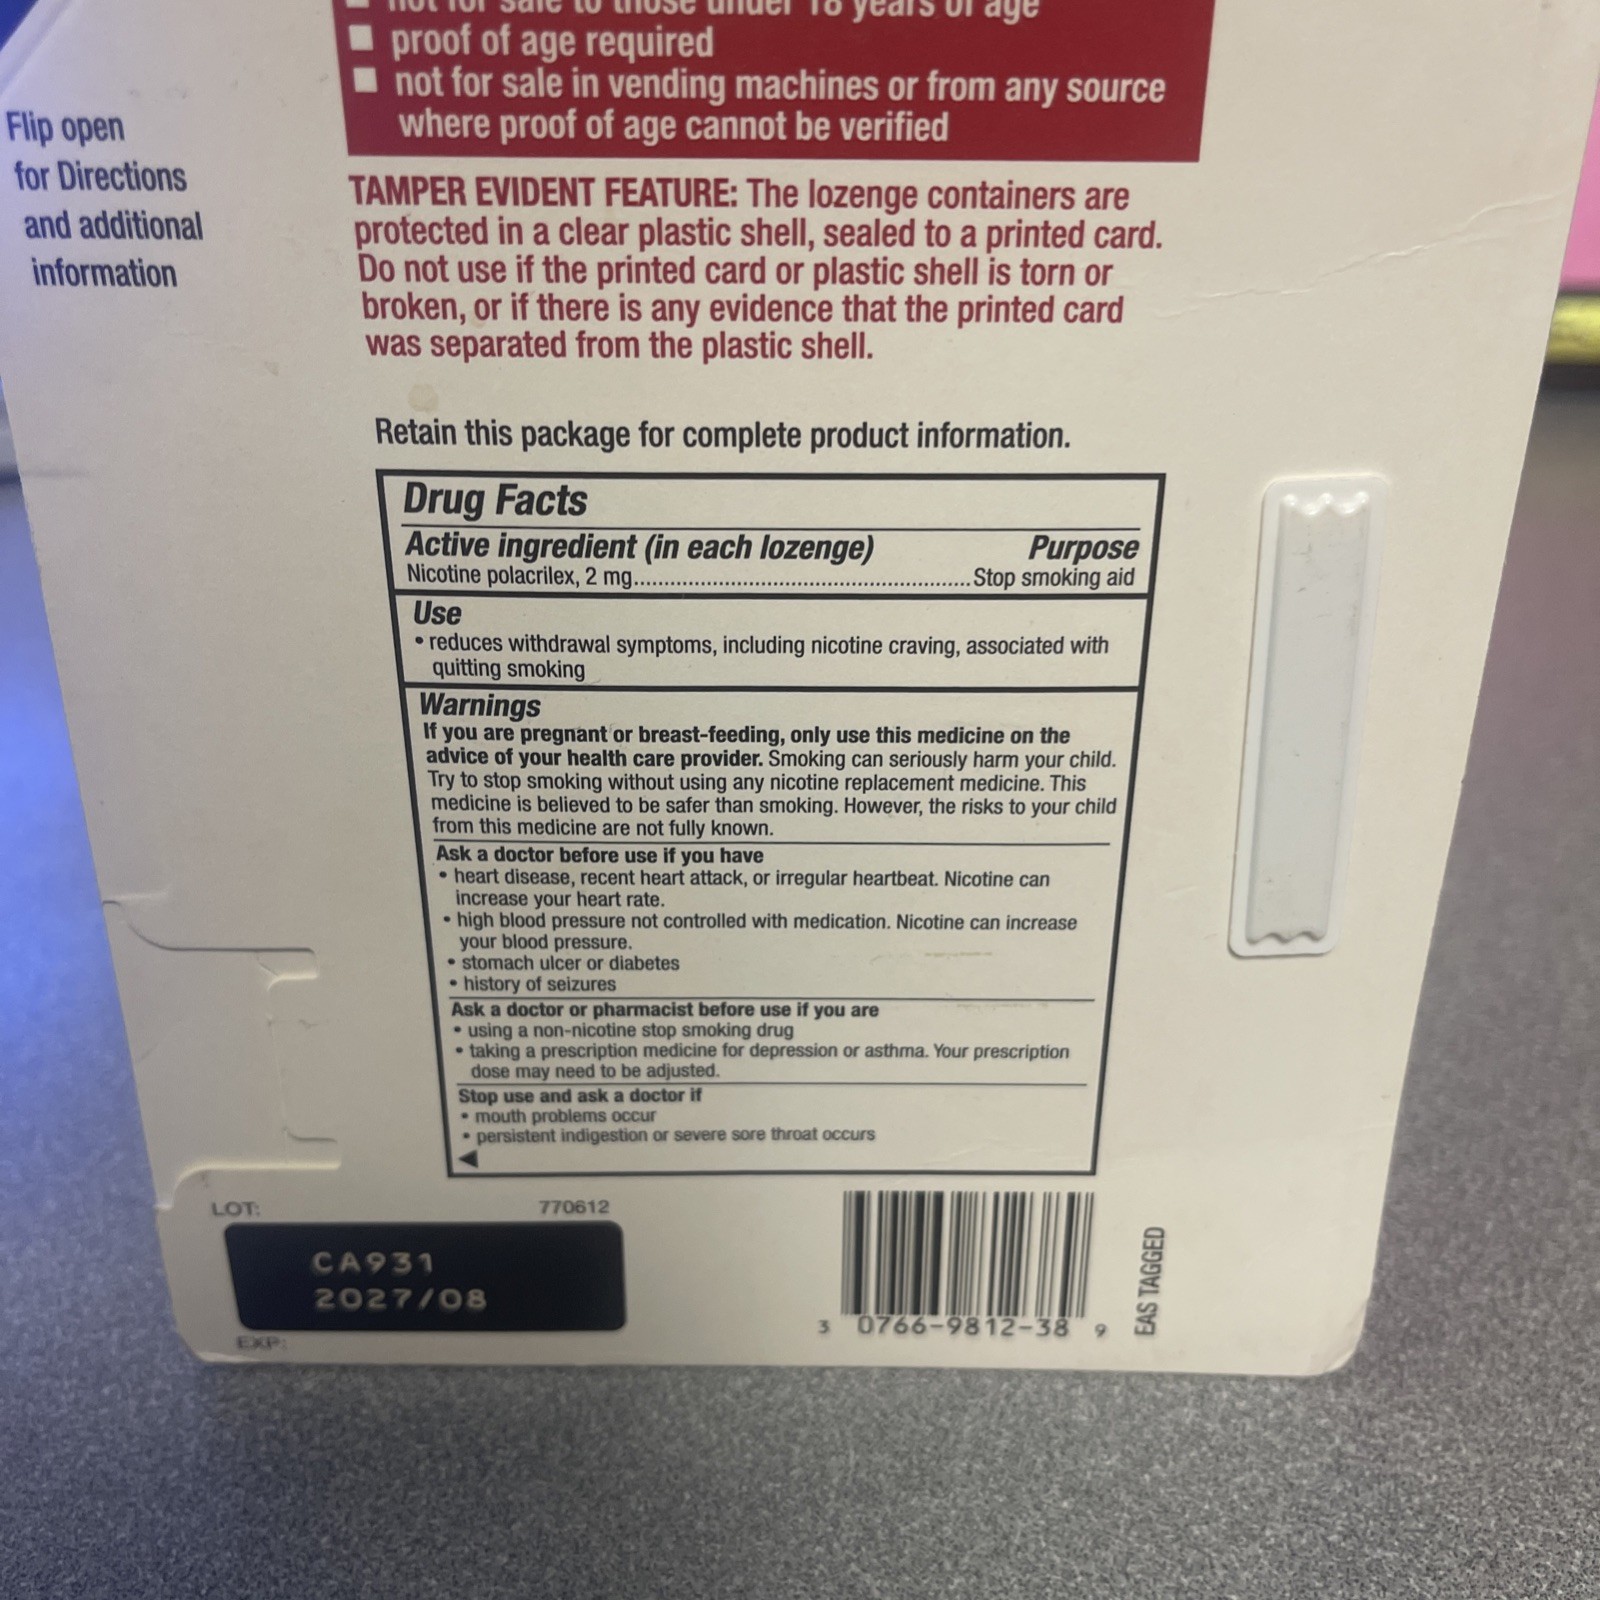 not for sale to those under 18 years of age
proof of age required
not for sale in vending machines or from any source
where proof of age cannot be verified
Flip open
for Directions
and additional
information
TAMPER EVIDENT FEATURE: The lozenge containers are
protected in a clear plastic shell, sealed to a printed card.
Do not use if the printed card or plastic shell is torn or
broken, or if there is any evidence that the printed card
was separated from the plastic shell.
Retain this package for complete product information.
Drug Facts
Active ingredient (in each lozenge) Purpose
Nicotine polacrilex, 2 mg........................................................Stop smoking aid
Use
• reduces withdrawal symptoms, including nicotine craving, associated with
quitting smoking
Warnings
If you are pregnant or breast-feeding, only use this medicine on the
advice of your health care provider. Smoking can seriously harm your child.
Try to stop smoking without using any nicotine replacement medicine. This
medicine is believed to be safer than smoking. However, the risks to your child
from this medicine are not fully known.
Ask a doctor before use if you have
• heart disease, recent heart attack, or irregular heartbeat. Nicotine can
increase your heart rate.
• high blood pressure not controlled with medication. Nicotine can increase
your blood pressure.
• stomach ulcer or diabetes
• history of seizures
Ask a doctor or pharmacist before use if you are
• using a non-nicotine stop smoking drug
• taking a prescription medicine for depression or asthma. Your prescription
dose may need to be adjusted.
Stop use and ask a doctor if
• mouth problems occur
• persistent indigestion or severe sore throat occurs
LOT: 770612
CA931
2027/08
EXP:
3 0766-9812-38 9
EAS TAGGED